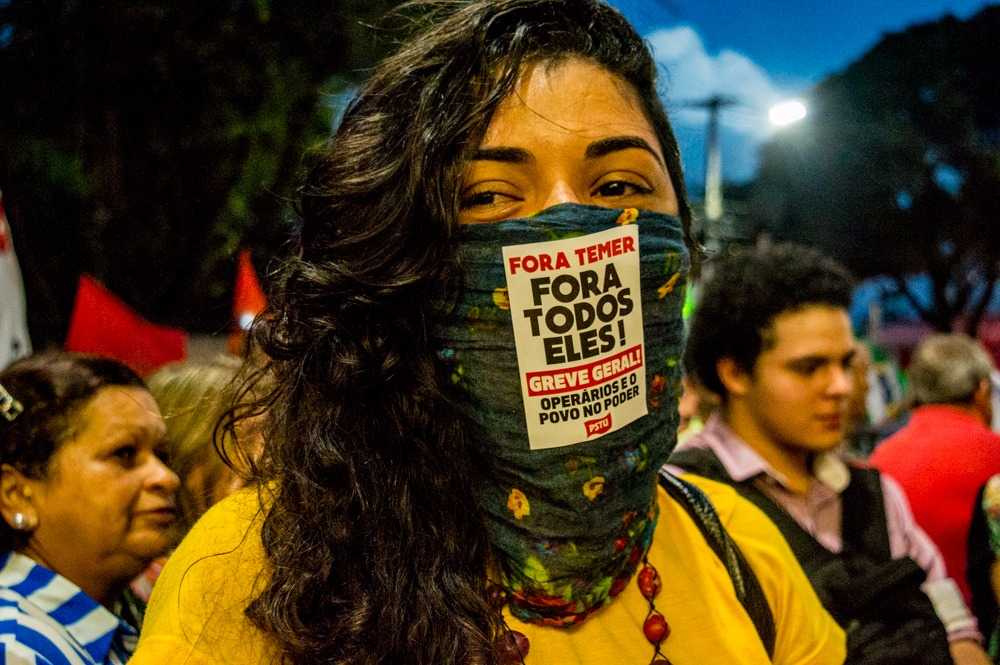 FORA TEMER
FORA
TODOS
ELES!
GREVE GERAL!
OPERÁRIOS E O
POVO NO PODER
PSTU